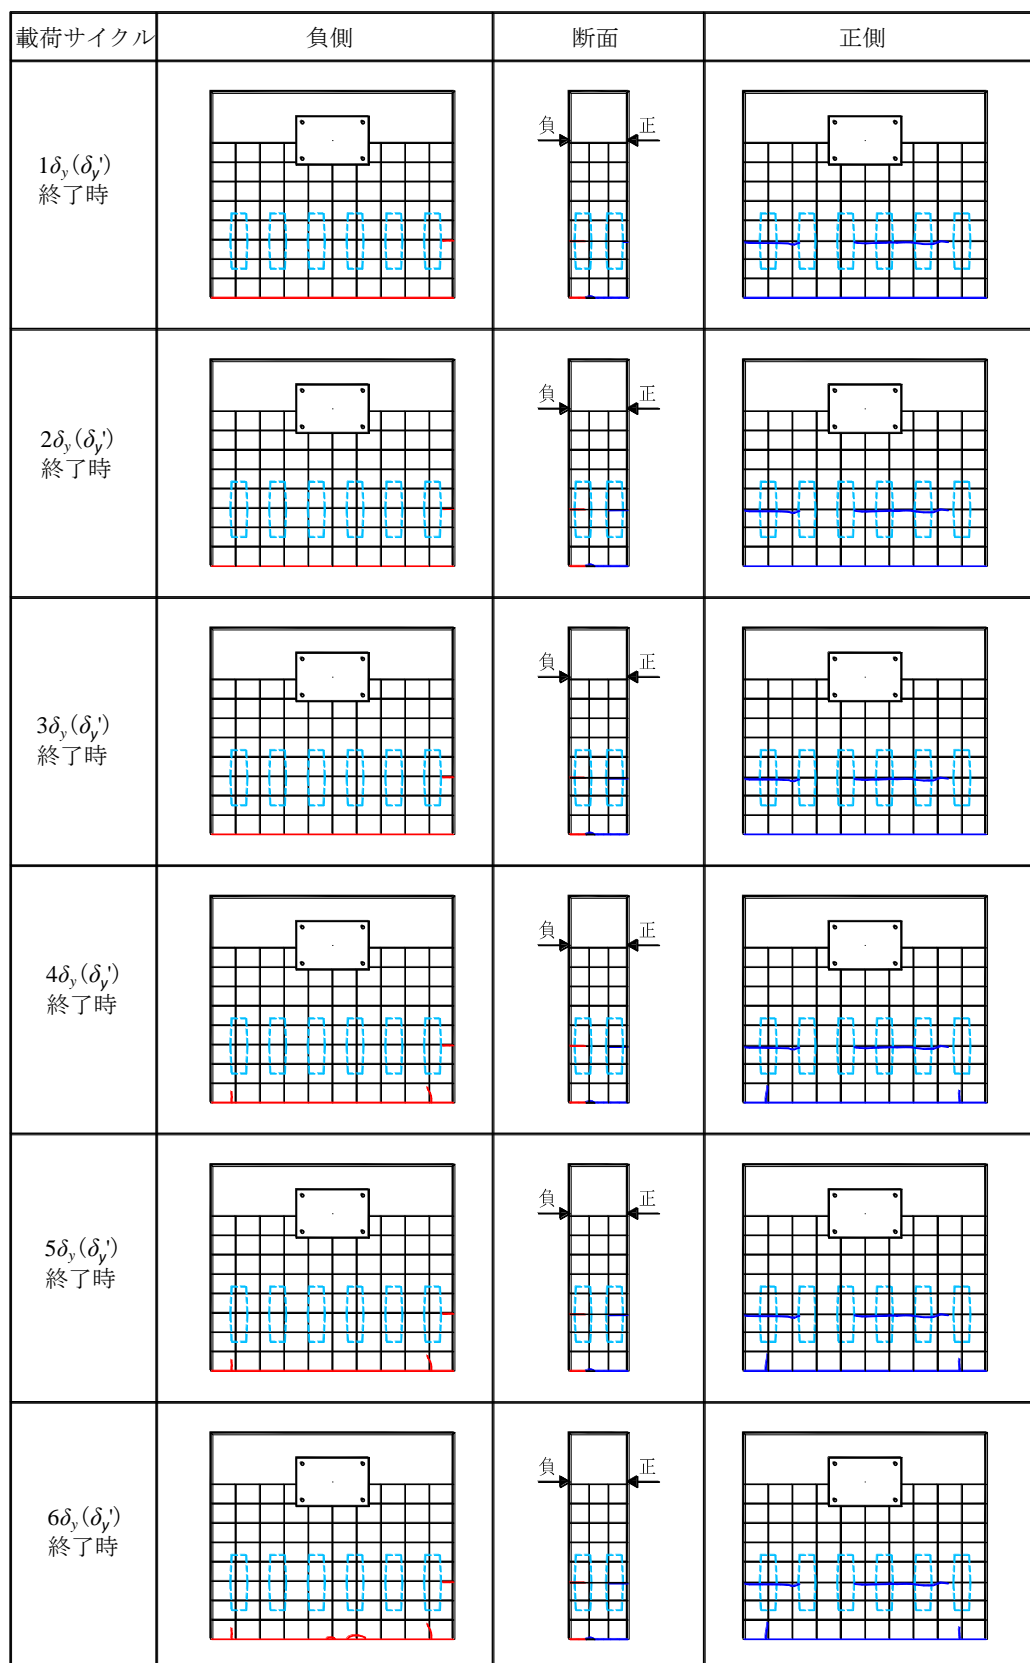 載荷サイクル 負側 断面 正側
1δy(δy')
終了時
負 正
2δy(δy')
終了時
負 正
3δy(δy')
終了時
負 正
4δy(δy')
終了時
負 正
5δy(δy')
終了時
負 正
6δy(δy')
終了時
負 正